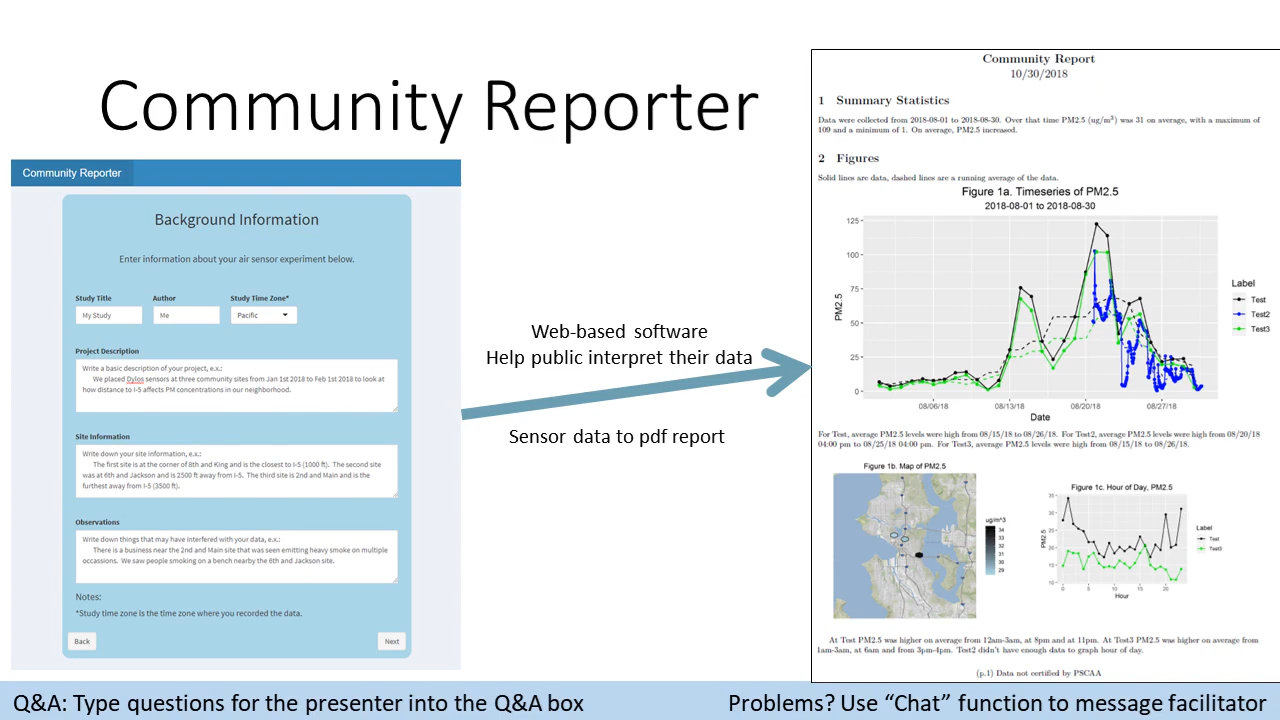 Community Reporter
Community Reporter
Background Information
Enter information about your air sensor experiment below.
Study Title
Author
Study Time Zone*
My Study
Me
Pacific
Project Description
Write a basic description of your project, e.x.:
We placed Dylos sensors at three community sites from Jan 1st 2018 to Feb 1st 2018 to look at
how distance to I-5 affects PM concentrations in our neighborhood.
Site Information
Write down your site information, e.x.:
The first site is at the corner of 8th and King and is the closest to I-5 (1000 ft). The second site
was at 6th and Jackson and is 2500 ft away from I-5. The third site is 2nd and Main and is the
furthest away from I-5 (3500 ft).
Observations
Write down things that may have interfered with your data, e.x.:
There is a business near the 2nd and Main site that was seen emitting heavy smoke on multiple
occassions. We saw people smoking on a bench nearby the 6th and Jackson site.
Notes:
*Study time zone is the time zone where you recorded the data.
Back
Next
Web-based software
Help public interpret their data
Sensor data to pdf report
Community Report
10/30/2018
1 Summary Statistics
Data were collected from 2018-08-01 to 2018-08-30. Over that time PM2.5 (ug/m³) was 31 on average, with a maximum of
109 and a minimum of 1. On average, PM2.5 increased.
2 Figures
Solid lines are data, dashed lines are a running average of the data.
Figure 1a. Timeseries of PM2.5
2018-08-01 to 2018-08-30
PM2.5
125
100
75
50
25
0
08/06/18
08/13/18
08/20/18
08/27/18
Date
Label
Test
Test2
Test3
For Test, average PM2.5 levels were high from 08/15/18 to 08/26/18. For Test2, average PM2.5 levels were high from 08/20/18
04:00 pm to 08/25/18 04:00 pm. For Test3, average PM2.5 levels were high from 08/15/18 to 08/26/18.
Figure 1b. Map of PM2.5
ug/m^3
34
33
32
31
30
29
Figure 1c. Hour of Day, PM2.5
PM2.5
35
30
25
20
15
10
0
5
10
15
20
Hour
Label
Test
Test3
At Test PM2.5 was higher on average from 12am-3am, at 8pm and at 11pm. At Test3 PM2.5 was higher on average from
1am-3am, at 6am and from 3pm-4pm. Test2 didn't have enough data to graph hour of day.
(p.1) Data not certified by PSCAA
Q&A: Type questions for the presenter into the Q&A box
Problems? Use “Chat” function to message facilitator